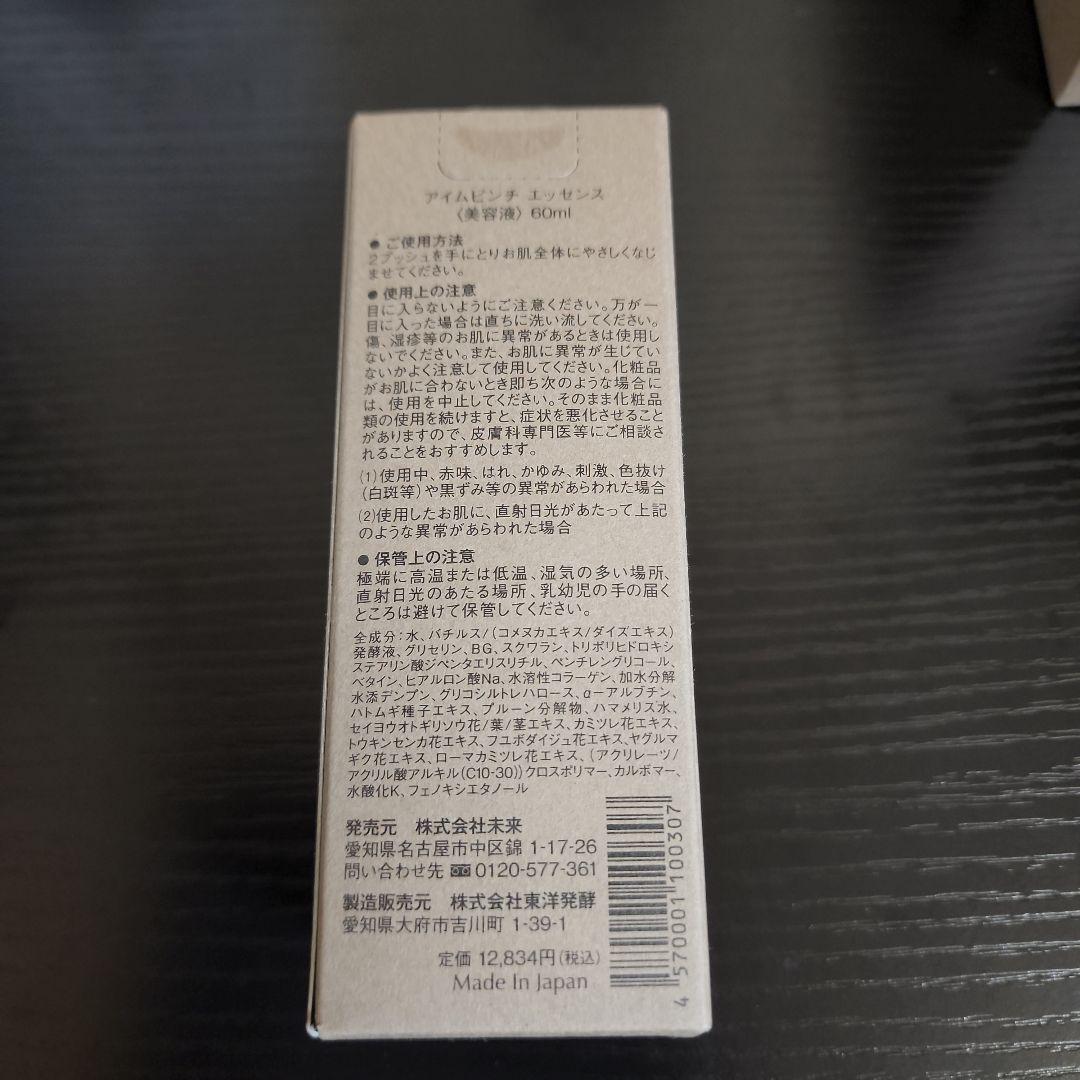 アイムピンチ エッセンス
〈美容液〉 60ml
● ご使用方法
2プッシュを手にとりお肌全体にやさしくなじ
ませてください。
● 使用上の注意
目に入らないようにご注意ください。万が一
目に入った場合は直ちに洗い流してください。
傷、湿疹等のお肌に異常があるときは使用し
ないでください。また、お肌に異常が生じてい
ないかよく注意して使用してください。化粧品
がお肌に合わないとき即ち次のような場合に
は、使用を中止してください。そのまま化粧品
類の使用を続けますと、症状を悪化させること
がありますので、皮膚科専門医等にご相談さ
れることをおすすめします。
(1)使用中、赤味、はれ、かゆみ、刺激、色抜け
(白斑等)や黒ずみ等の異常があらわれた場合
(2)使用したお肌に、直射日光があたって上記
のような異常があらわれた場合
● 保管上の注意
極端に高温または低温、湿気の多い場所、
直射日光のあたる場所、乳幼児の手の届く
ところは避けて保管してください。
全成分:水、バチルス/(コメヌカエキス/ダイズエキス)
発酵液、グリセリン、BG、スクワラン、トリポリヒドロキシ
ステアリン酸ジペンタエリスリチル、ペンチレングリコール、
ベタイン、ヒアルロン酸Na、水溶性コラーゲン、加水分解
水添デンプン、グリコシルトレハロース、α-アルブチン、
ハトムギ種子エキス、プルーン分解物、ハマメリス水、
セイヨウオトギリソウ花/葉/茎エキス、カミツレ花エキス、
トウキンセンカ花エキス、フユボダイジュ花エキス、ヤグルマ
ギク花エキス、ローマカミツレ花エキス、(アクリレーツ/
アクリル酸アルキル(C10-30))クロスポリマー、カルボマー、
水酸化K、フェノキシエタノール
発売元 株式会社未来
愛知県名古屋市中区錦 1-17-26
問い合わせ先 0120-577-361
製造販売元 株式会社東洋発酵
愛知県大府市吉川町 1-39-1
定価 12,834円(税込)
Made In Japan
4 570001 100307